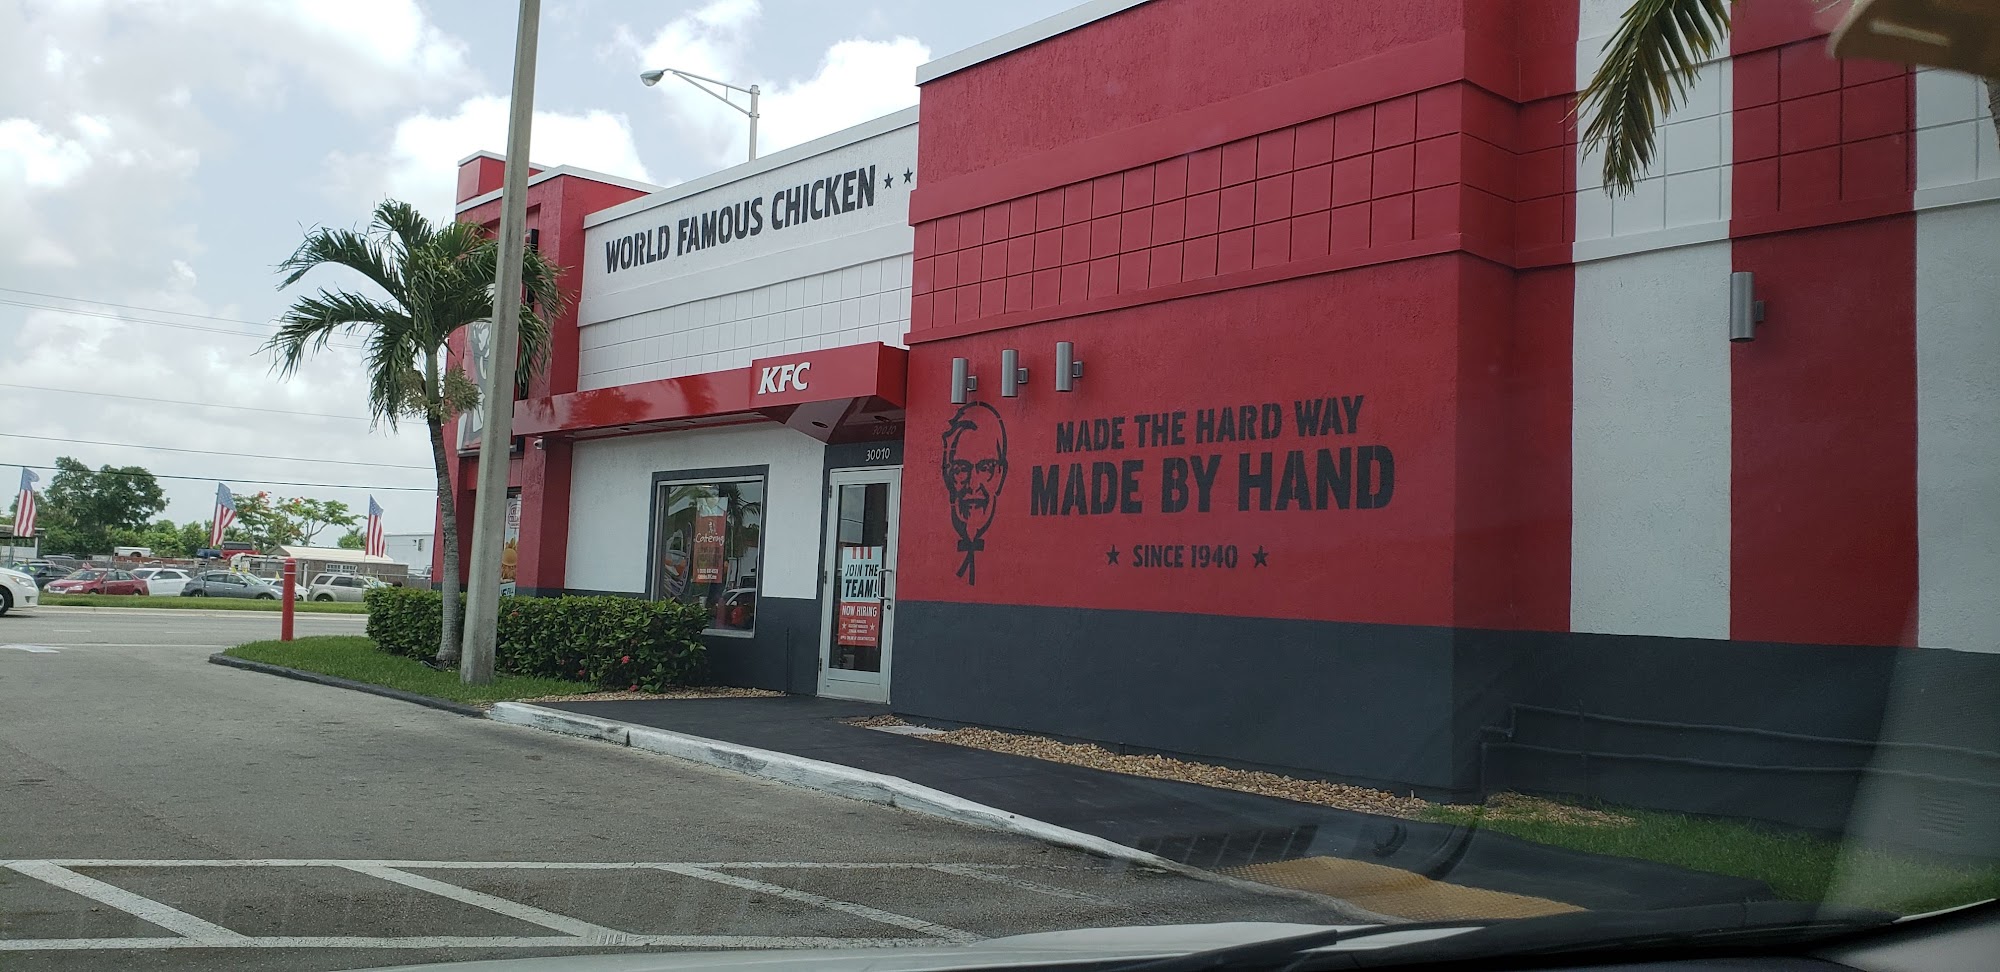 WORLD FAMOUS CHICKEN ★ ★
KFC
30010
MADE THE HARD WAY
MADE BY HAND
★ SINCE 1940 ★
Catering
JOIN THE
TEAM!
NOW HIRING